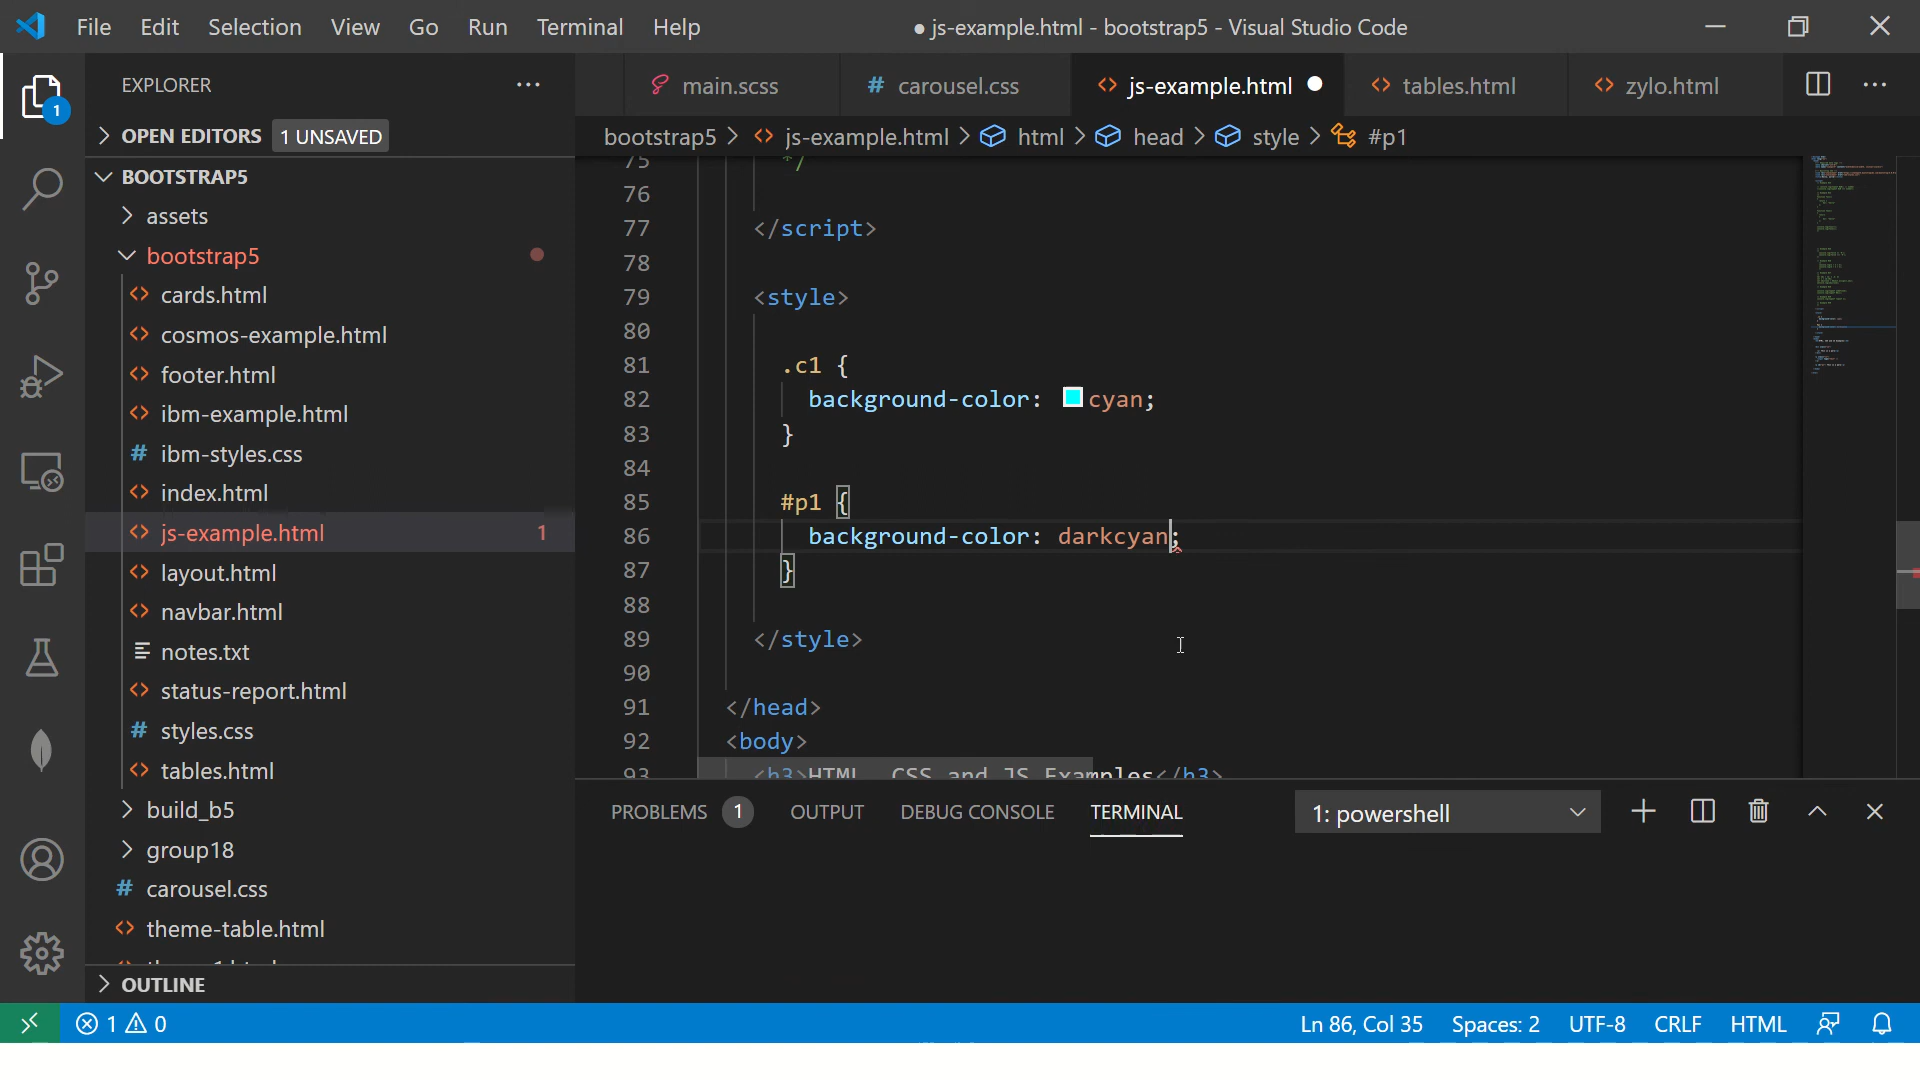 File Edit Selection View Go Run Terminal Help
● js-example.html - bootstrap5 - Visual Studio Code
EXPLORER
1
OPEN EDITORS 1 UNSAVED
BOOTSTRAP5
assets
bootstrap5
cards.html
cosmos-example.html
footer.html
ibm-example.html
ibm-styles.css
index.html
js-example.html 1
layout.html
navbar.html
notes.txt
status-report.html
styles.css
tables.html
build_b5
group18
carousel.css
theme-table.html
OUTLINE
main.scss carousel.css js-example.html tables.html zylo.html
bootstrap5 > js-example.html > html > head > style > #p1
75 */
76
77 </script>
78
79 <style>
80
81 .c1 {
82 background-color: cyan;
83 }
84
85 #p1 {
86 background-color: darkcyan;
87 }
88
89 </style>
90
91 </head>
92 <body>
93 <h3>HTML, CSS and JS Examples</h3>
PROBLEMS 1 OUTPUT DEBUG CONSOLE TERMINAL 1: powershell
1 0 Ln 86, Col 35 Spaces: 2 UTF-8 CRLF HTML